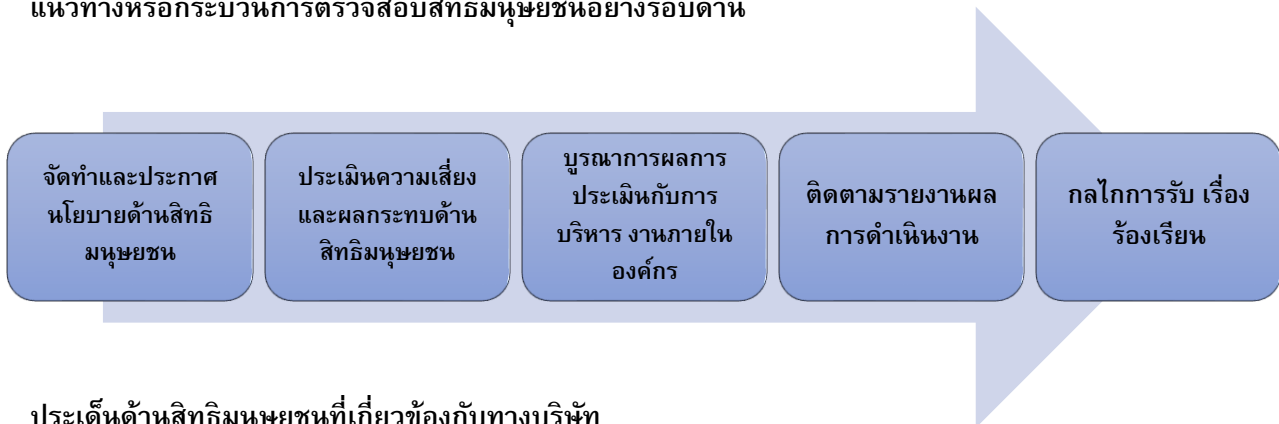 แนวทางหรือกระบวนการตรวจสอบสิทธิมนุษยชนอย่างรอบด้าน
จัดทำและประกาศ
นโยบายด้านสิทธิ
มนุษยชน
ประเมินความเสี่ยง
และผลกระทบด้าน
สิทธิมนุษยชน
บูรณาการผลการ
ประเมินกับการ
บริหาร งานภายใน
องค์กร
ติดตามรายงานผล
การดำเนินงาน
กลไกการรับ เรื่อง
ร้องเรียน
ประเด็นด้านสิทธิมนุษยชนที่เกี่ยวข้องกับทางบริษัท